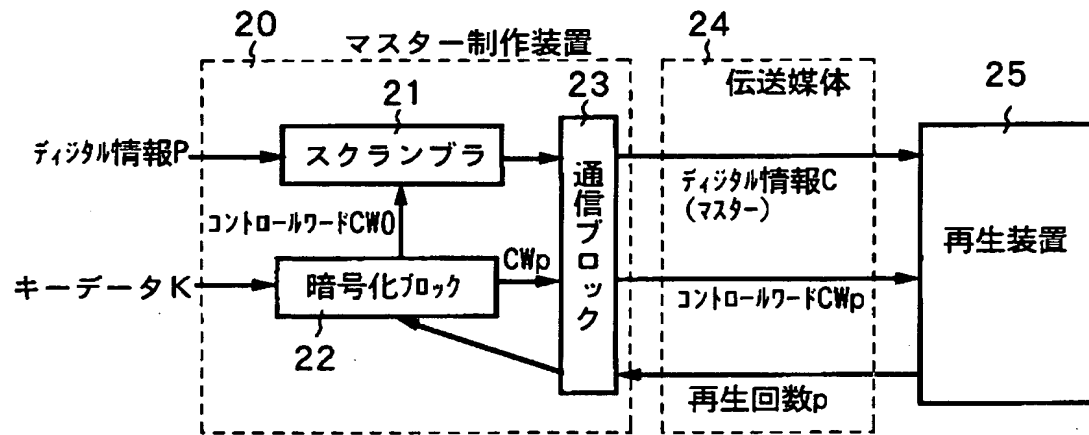 20
マスター制作装置
24
伝送媒体
25
21
23
ディジタル情報P
スクランブラ
通信ブロック
ディジタル情報C
(マスター)
再生装置
コントロールワードCW0
CWp
キーデータK
暗号化ブロック
コントロールワードCWp
22
再生回数p